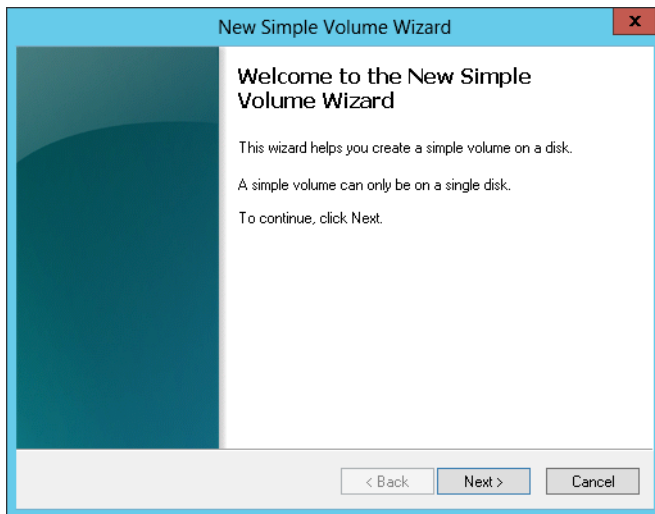 New Simple Volume Wizard
x
Welcome to the New Simple
Volume Wizard
This wizard helps you create a simple volume on a disk.
A simple volume can only be on a single disk.
To continue, click Next.
< Back
Next >
Cancel